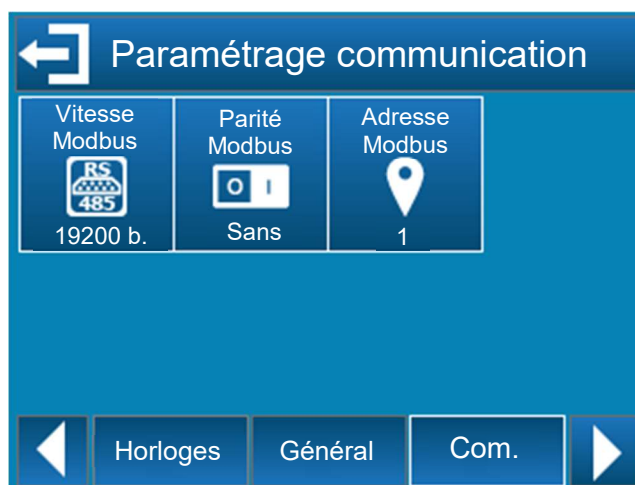 Paramétrage communication
Vitesse
Modbus
RS
485
19200 b.
Parité
Modbus
O I
Sans
Adresse
Modbus
1
Horloges
Général
Com.